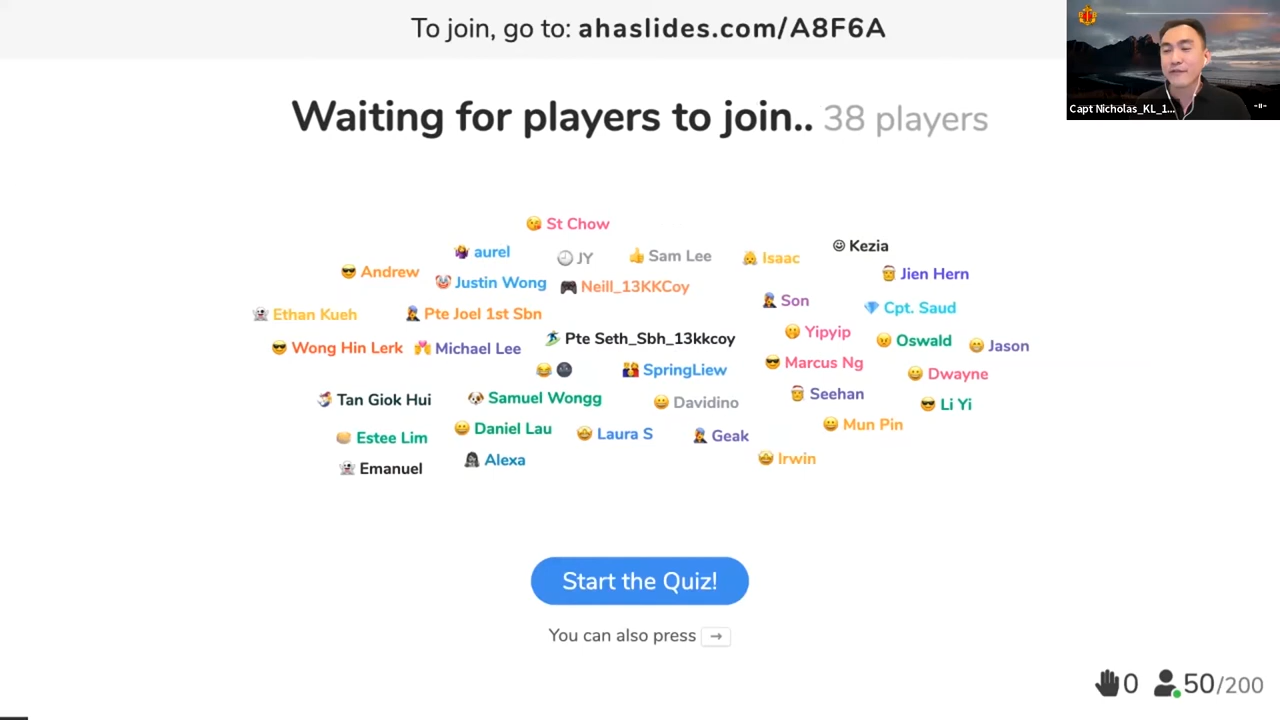 To join, go to: ahaslides.com/A8F6A
Capt Nicholas_KL_1...
Waiting for players to join.. 38 players
St Chow
aurel
JY
Sam Lee
Isaac
Kezia
Andrew
Justin Wong
Neill_13KKCoy
Jien Hern
Ethan Kueh
Pte Joel 1st Sbn
Son
Cpt. Saud
Wong Hin Lerk
Michael Lee
Pte Seth_Sbh_13kkcoy
Yipyip
Oswald
Jason
SpringLiew
Marcus Ng
Dwayne
Tan Giok Hui
Samuel Wongg
Davidino
Seehan
Li Yi
Estee Lim
Daniel Lau
Laura S
Geak
Mun Pin
Emanuel
Alexa
Irwin
Start the Quiz!
You can also press →
0 50/200